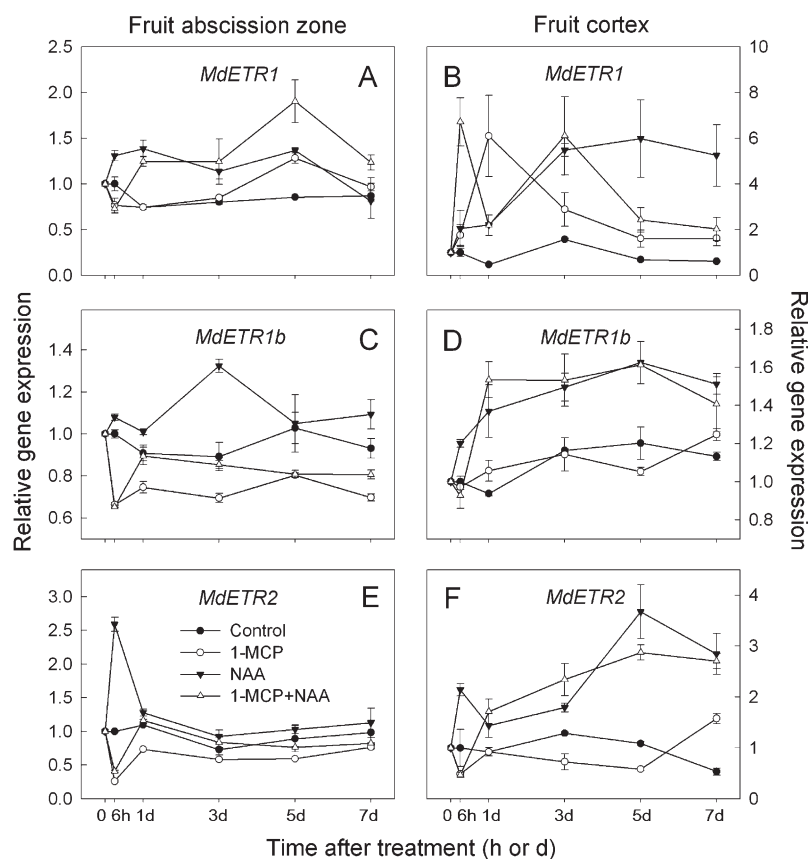 Fruit abscission zone
Fruit cortex
2.5
2.0
1.5
1.0
0.5
0.0
MdETR1
A
B
MdETR1
10
8
6
4
2
0
1.4
1.2
1.0
0.8
0.6
MdETR1b
C
D
MdETR1b
1.8
1.6
1.4
1.2
1.0
0.8
Relative gene expression
Relative gene expression
3.0
2.5
2.0
1.5
1.0
0.5
0.0
MdETR2
E
Control
1-MCP
NAA
1-MCP+NAA
F
MdETR2
4
3
2
1
0
0 6h 1d 3d 5d 7d
0 6h 1d 3d 5d 7d
Time after treatment (h or d)